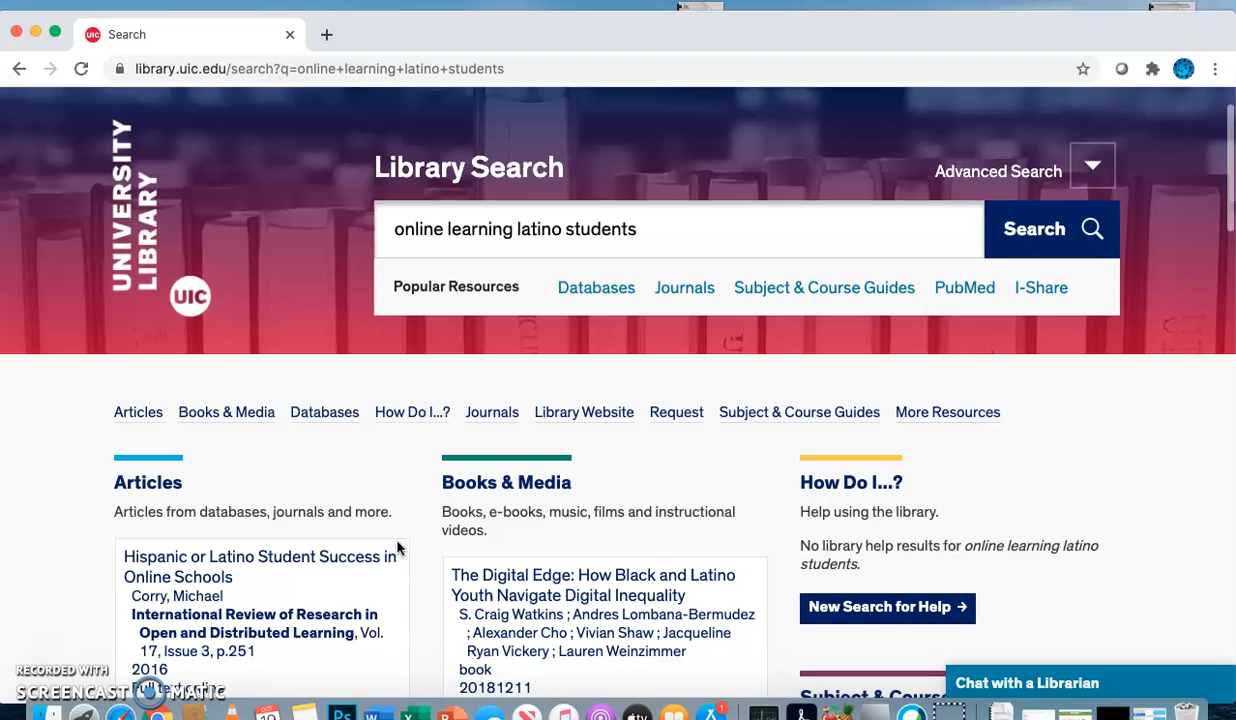 UIC Search
library.uic.edu/search?q=online+learning+latino+students
UNIVERSITY
LIBRARY
UIC
Library Search
Advanced Search
online learning latino students
Search
Popular Resources
Databases
Journals
Subject & Course Guides
PubMed
I-Share
Articles
Books & Media
Databases
How Do I...?
Journals
Library Website
Request
Subject & Course Guides
More Resources
Articles
Articles from databases, journals and more.
Hispanic or Latino Student Success in
Online Schools
Corry, Michael
International Review of Research in
Open and Distributed Learning, Vol.
17, Issue 3, p.251
2016
Books & Media
Books, e-books, music, films and instructional
videos.
The Digital Edge: How Black and Latino
Youth Navigate Digital Inequality
S. Craig Watkins ; Andres Lombana-Bermudez
; Alexander Cho ; Vivian Shaw ; Jacqueline
Ryan Vickery ; Lauren Weinzimmer
book
20181211
How Do I...?
Help using the library.
No library help results for online learning latino
students.
New Search for Help →
Subject & Cours
Chat with a Librarian
RECORDED WITH
SCREENCAST MATIC
OCT
Ps
W
1
tv